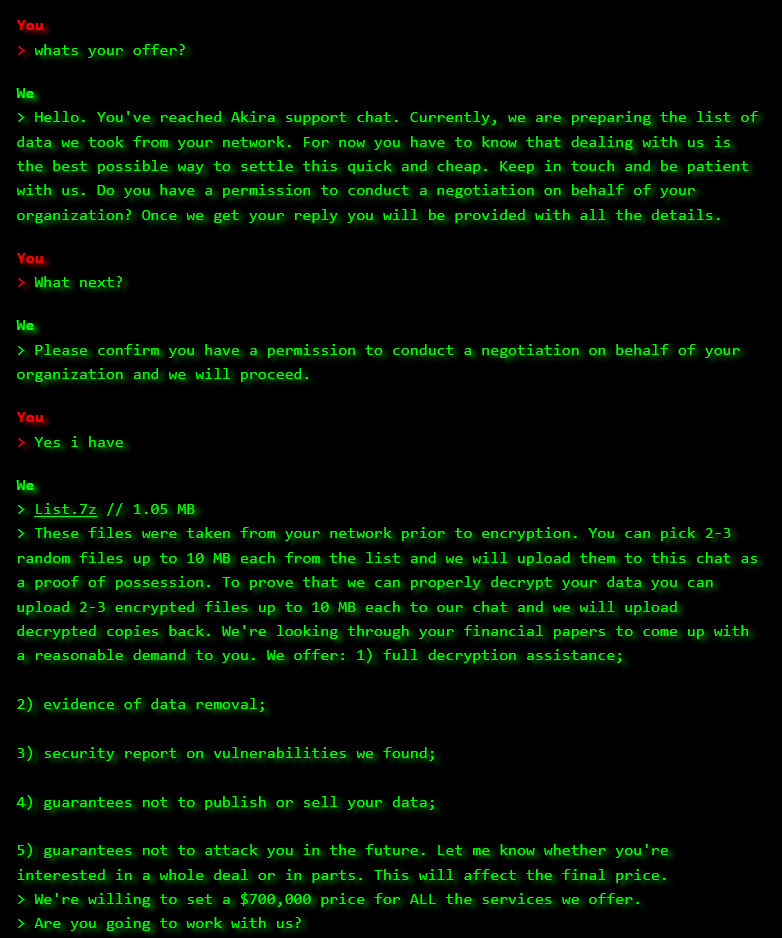 You
> whats your offer?
We
> Hello. You've reached Akira support chat. Currently, we are preparing the list of
data we took from your network. For now you have to know that dealing with us is
the best possible way to settle this quick and cheap. Keep in touch and be patient
with us. Do you have a permission to conduct a negotiation on behalf of your
organization? Once we get your reply you will be provided with all the details.
You
> What next?
We
> Please confirm you have a permission to conduct a negotiation on behalf of your
organization and we will proceed.
You
> Yes i have
We
> List.7z // 1.05 MB
> These files were taken from your network prior to encryption. You can pick 2-3
random files up to 10 MB each from the list and we will upload them to this chat as
a proof of possession. To prove that we can properly decrypt your data you can
upload 2-3 encrypted files up to 10 MB each to our chat and we will upload
decrypted copies back. We're looking through your financial papers to come up with
a reasonable demand to you. We offer: 1) full decryption assistance;
2) evidence of data removal;
3) security report on vulnerabilities we found;
4) guarantees not to publish or sell your data;
5) guarantees not to attack you in the future. Let me know whether you're
interested in a whole deal or in parts. This will affect the final price.
> We're willing to set a $700,000 price for ALL the services we offer.
> Are you going to work with us?